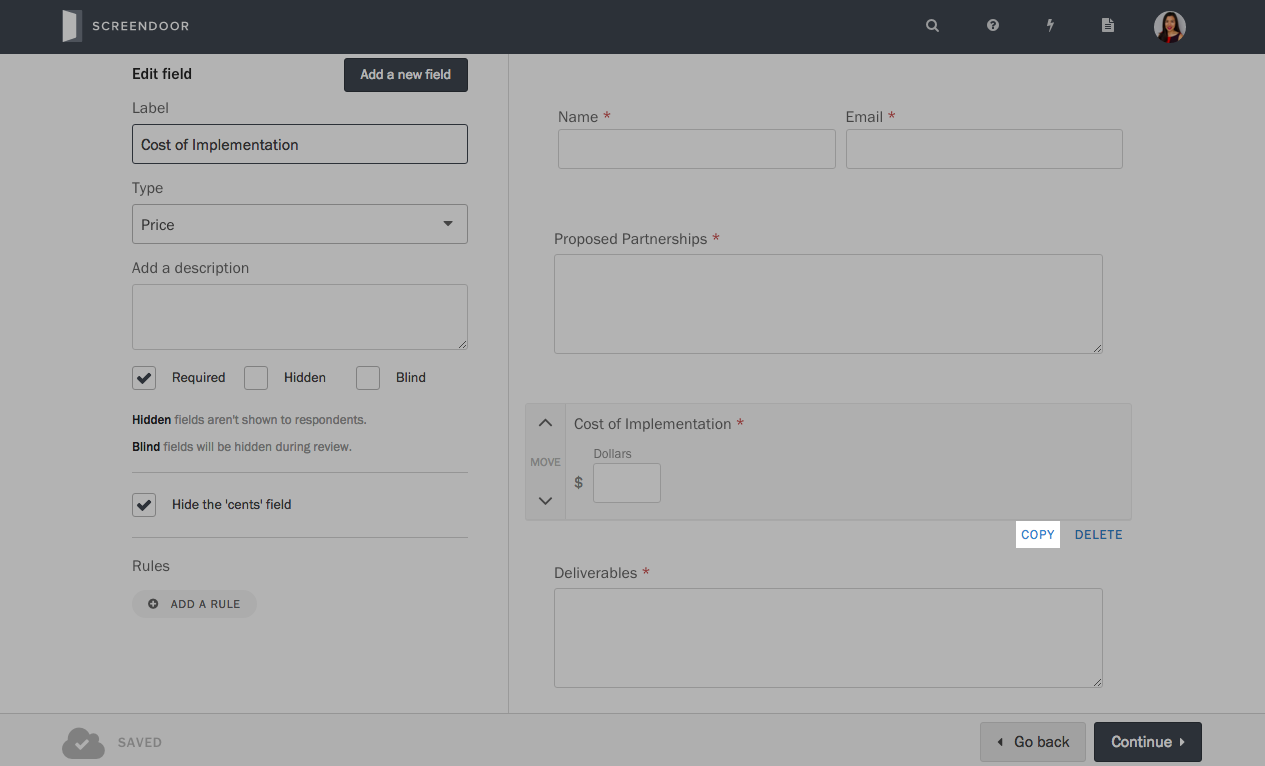 SCREENDOOR
Edit field
Add a new field
Label
Cost of Implementation
Type
Price
Add a description
Required
Hidden
Blind
Hidden fields aren't shown to respondents.
Blind fields will be hidden during review.
Hide the 'cents' field
Rules
ADD A RULE
Name *
Email *
Proposed Partnerships *
MOVE
Cost of Implementation *
Dollars
$
COPY
DELETE
Deliverables *
SAVED
Go back
Continue